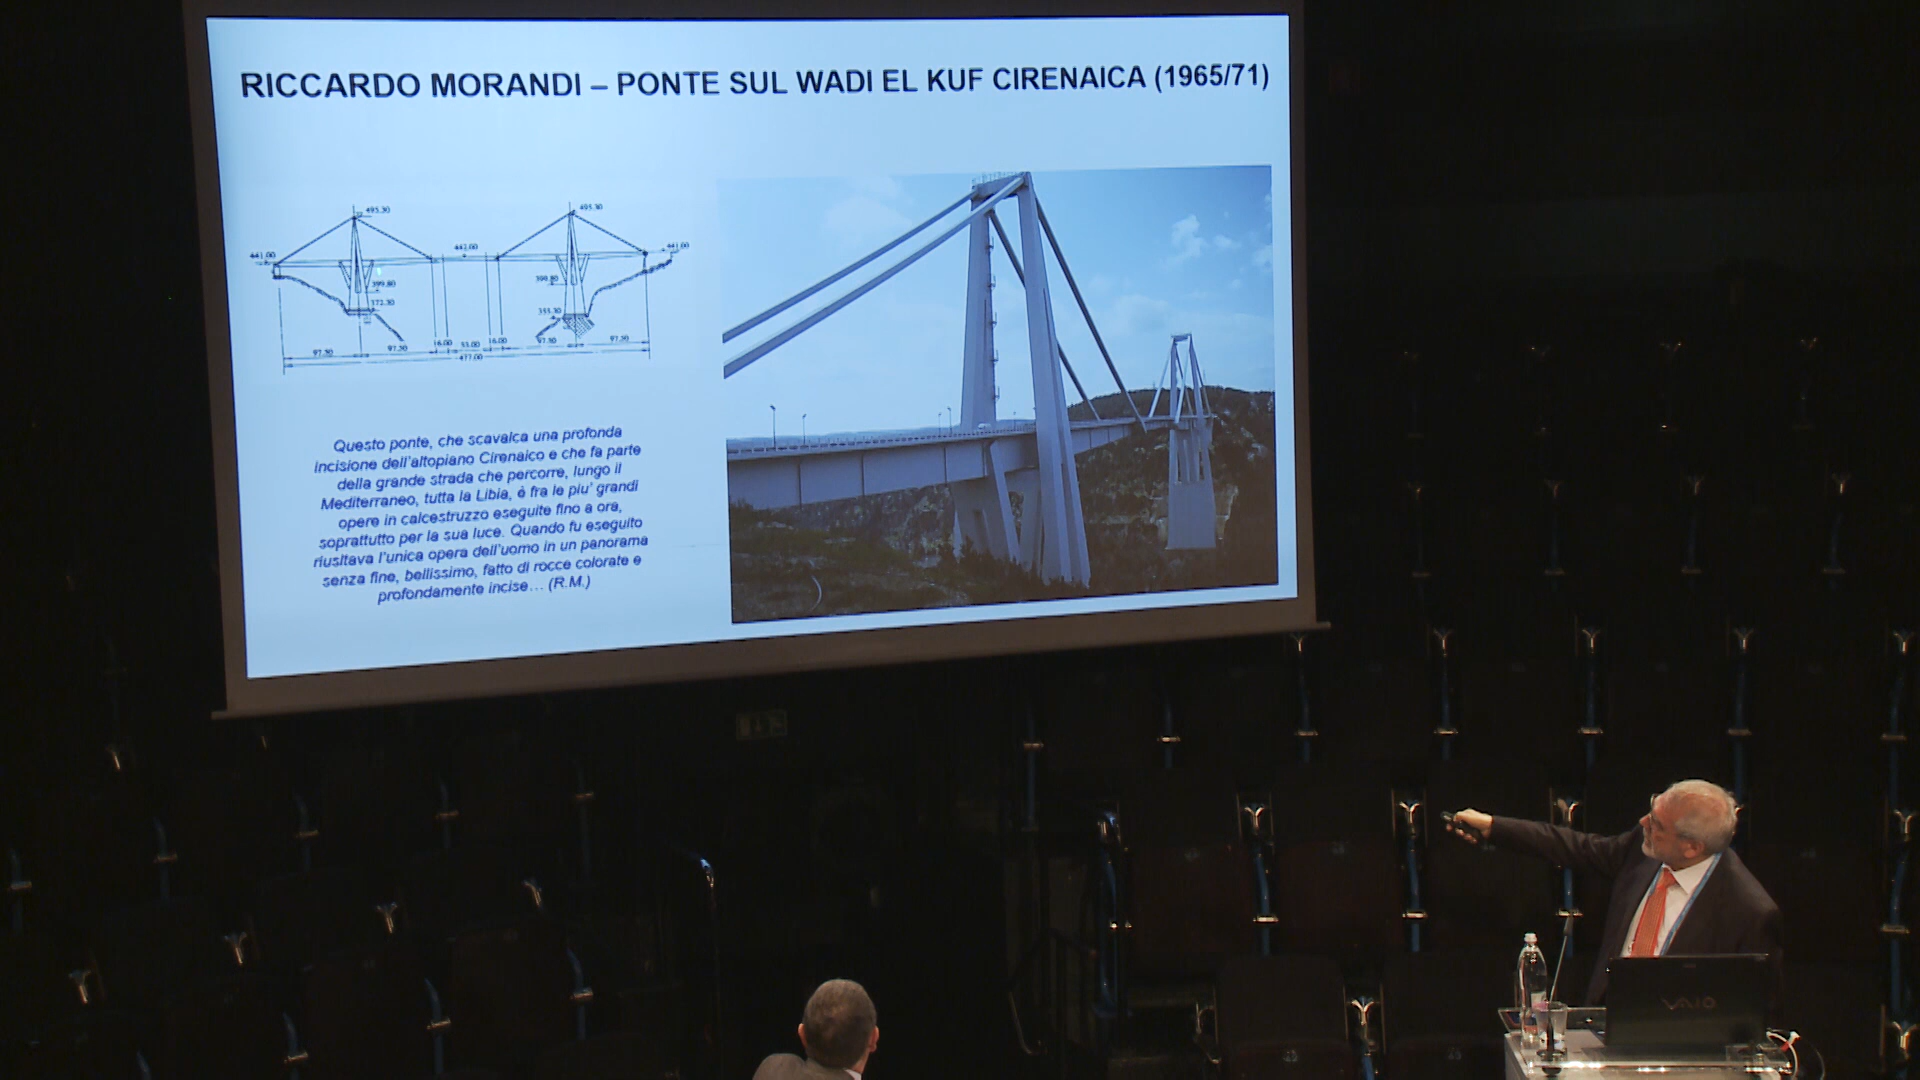 RICCARDO MORANDI – PONTE SUL WADI EL KUF CIRENAICA (1965/71)
495.30
495.30
441.00
442.00
441.00
399.80
399.80
372.30
355.30
97.50
97.50
16.00
55.00
16.00
97.50
97.50
477.00
Questo ponte, che scavalca una profonda
incisione dell'altopiano Cirenaico e che fa parte
della grande strada che percorre, lungo il
Mediterraneo, tutta la Libia, è fra le piu' grandi
opere in calcestruzzo eseguite fino a ora,
soprattutto per la sua luce. Quando fu eseguito
riusltava l'unica opera dell'uomo in un panorama
senza fine, bellissimo, fatto di rocce colorate e
profondamente incise… (R.M.)
VAIO